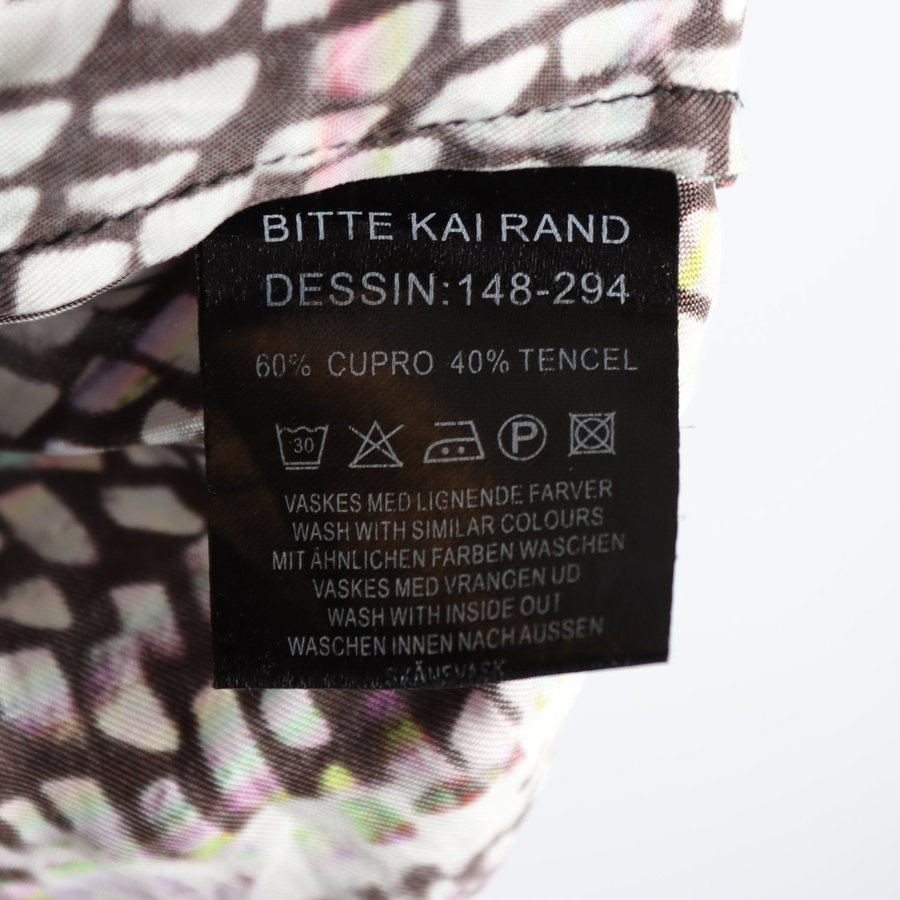 BITTE KAI RAND
DESSIN:148-294
60% CUPRO 40% TENCEL
30 P
VASKES MED LIGNENDE FARVER
WASH WITH SIMILAR COLOURS
MIT ÄHNLICHEN FARBEN WASCHEN
VASKES MED VRANGEN UD
WASH WITH INSIDE OUT
WASCHEN INNEN NACH AUSSEN
SKÅNEVASK